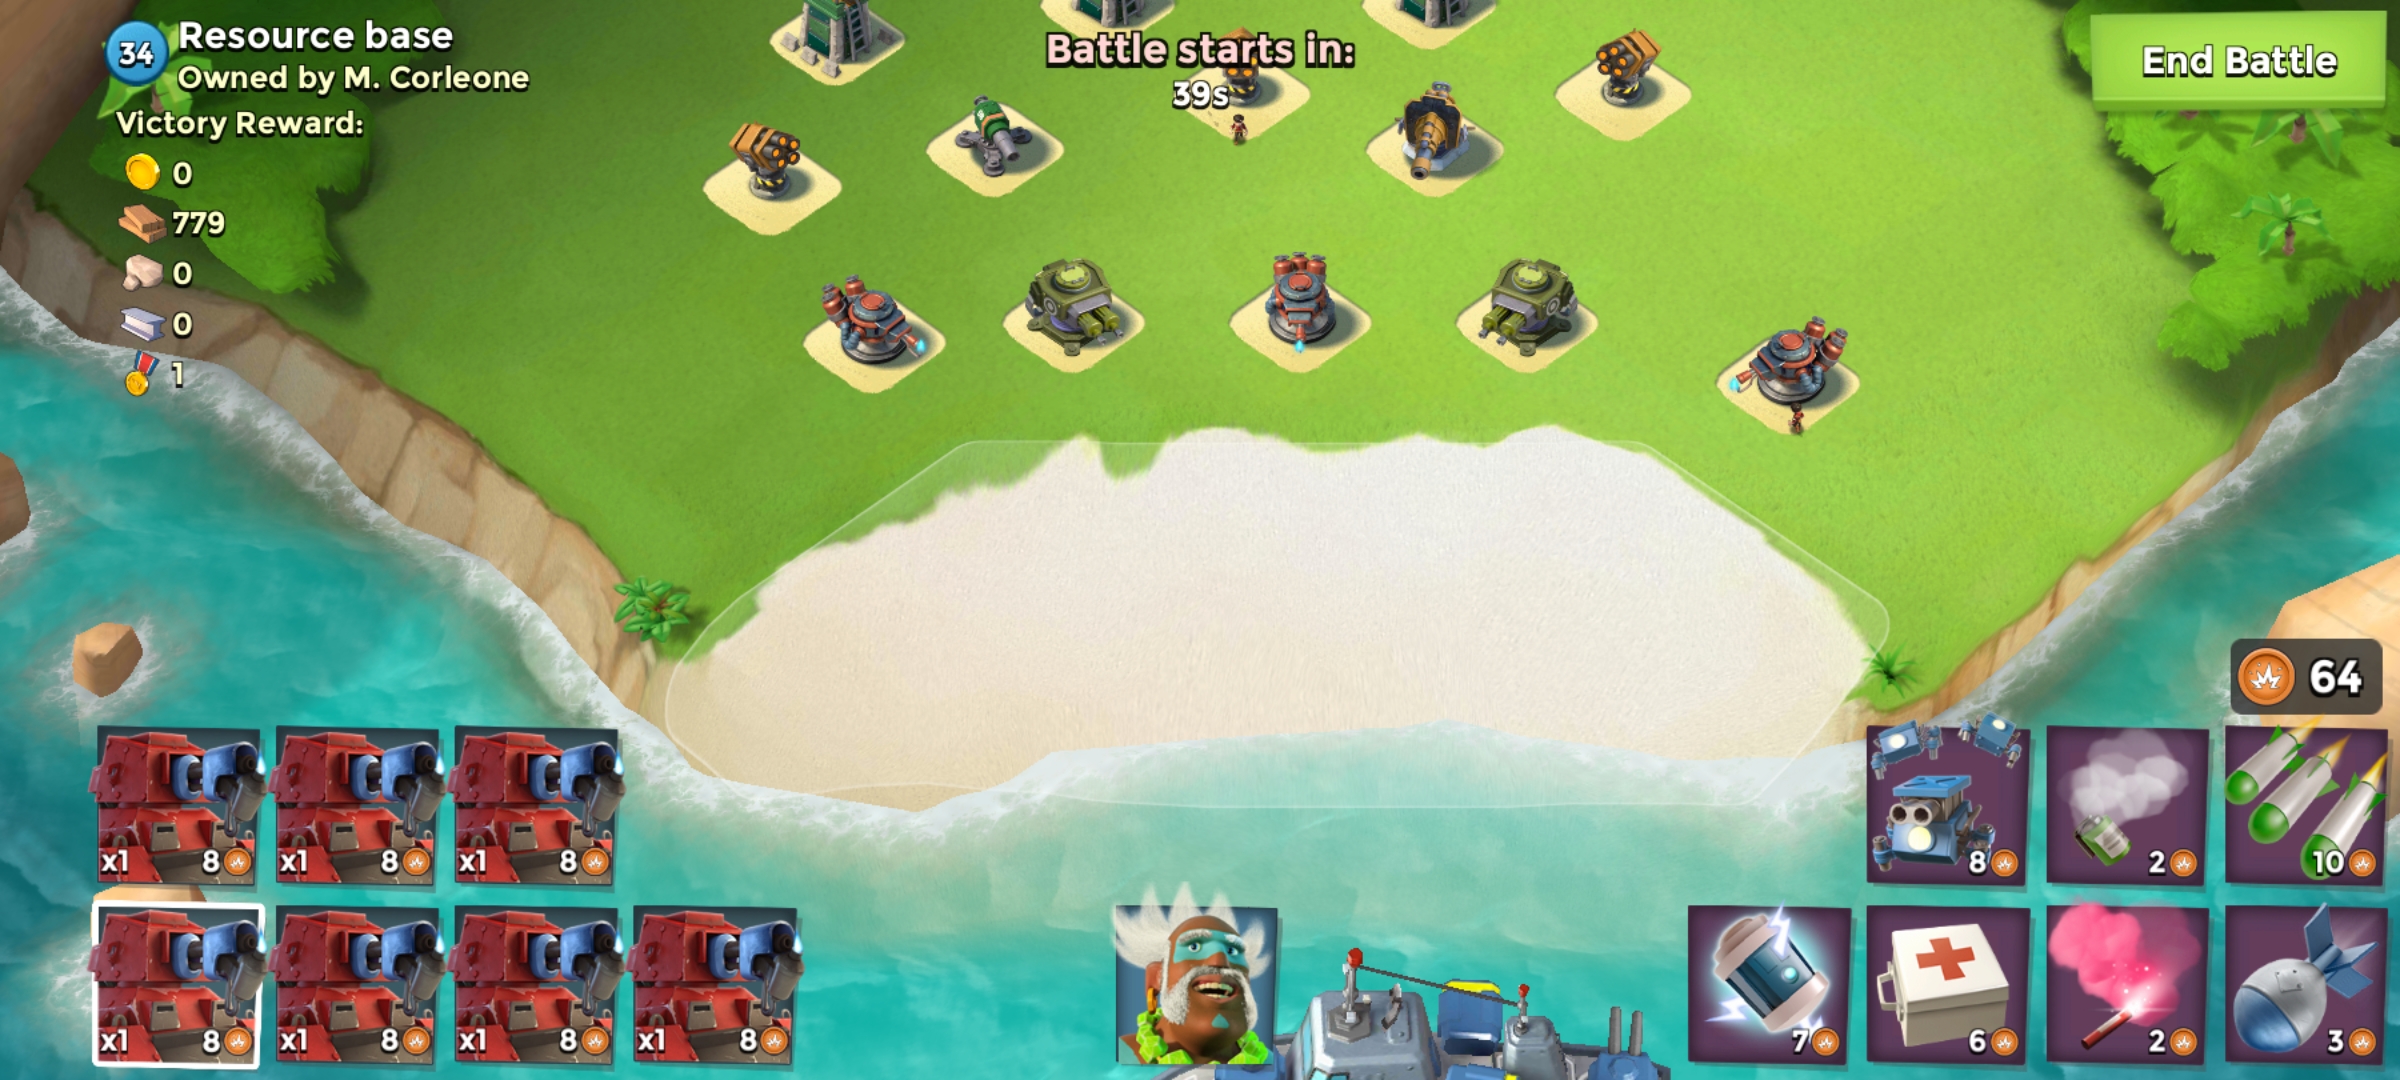 34
Resource base
Owned by M. Corleone
Victory Reward:
0
779
0
0
1
Battle starts in:
39s
End Battle
64
x1 8
x1 8
x1 8
8
2
10
x1 8
x1 8
x1 8
x1 8
7
6
2
3